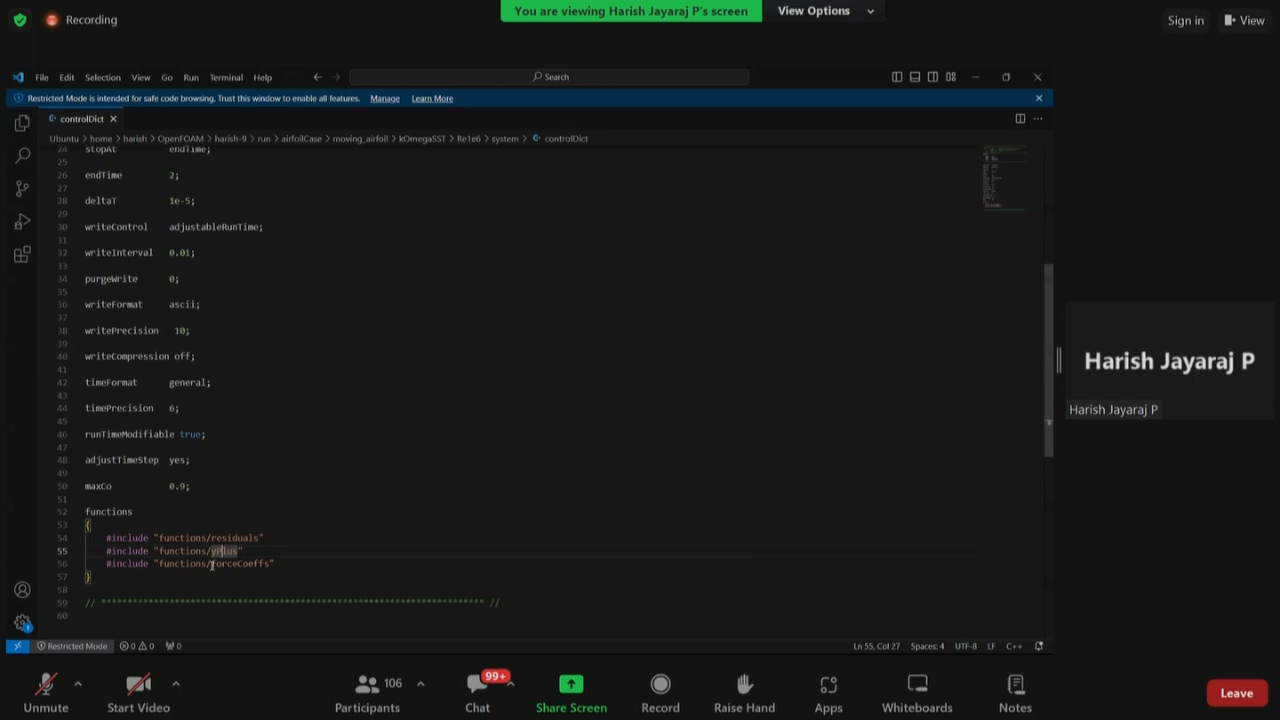 You are viewing Harish Jayaraj P's screen
View Options
Recording
Sign in
View
File Edit Selection View Go Run Terminal Help
Search
Restricted Mode is intended for safe code browsing. Trust this window to enable all features. Manage Learn More
controlDict
Ubuntu > home > harish > OpenFOAM > harish-9 > run > airfoilCase > moving_airfoil > kOmegaSST > Re1e6 > system > controlDict
24 stopAt endTime;
25
26 endTime 2;
27
28 deltaT 1e-5;
29
30 writeControl adjustableRunTime;
31
32 writeInterval 0.01;
33
34 purgeWrite 0;
35
36 writeFormat ascii;
37
38 writePrecision 10;
39
40 writeCompression off;
41
42 timeFormat general;
43
44 timePrecision 6;
45
46 runTimeModifiable true;
47
48 adjustTimeStep yes;
49
50 maxCo 0.9;
51
52 functions
53 {
54 #include "functions/residuals"
55 #include "functions/yPlus"
56 #include "functions/forceCoeffs"
57 }
58
59 // ************************************************************************* //
60
Harish Jayaraj P
Harish Jayaraj P
1
Restricted Mode 0 0 0
Ln 55, Col 27 Spaces: 4 UTF-8 LF C++
106
99+
Unmute Start Video Participants Chat Share Screen Record Raise Hand Apps Whiteboards Notes Leave